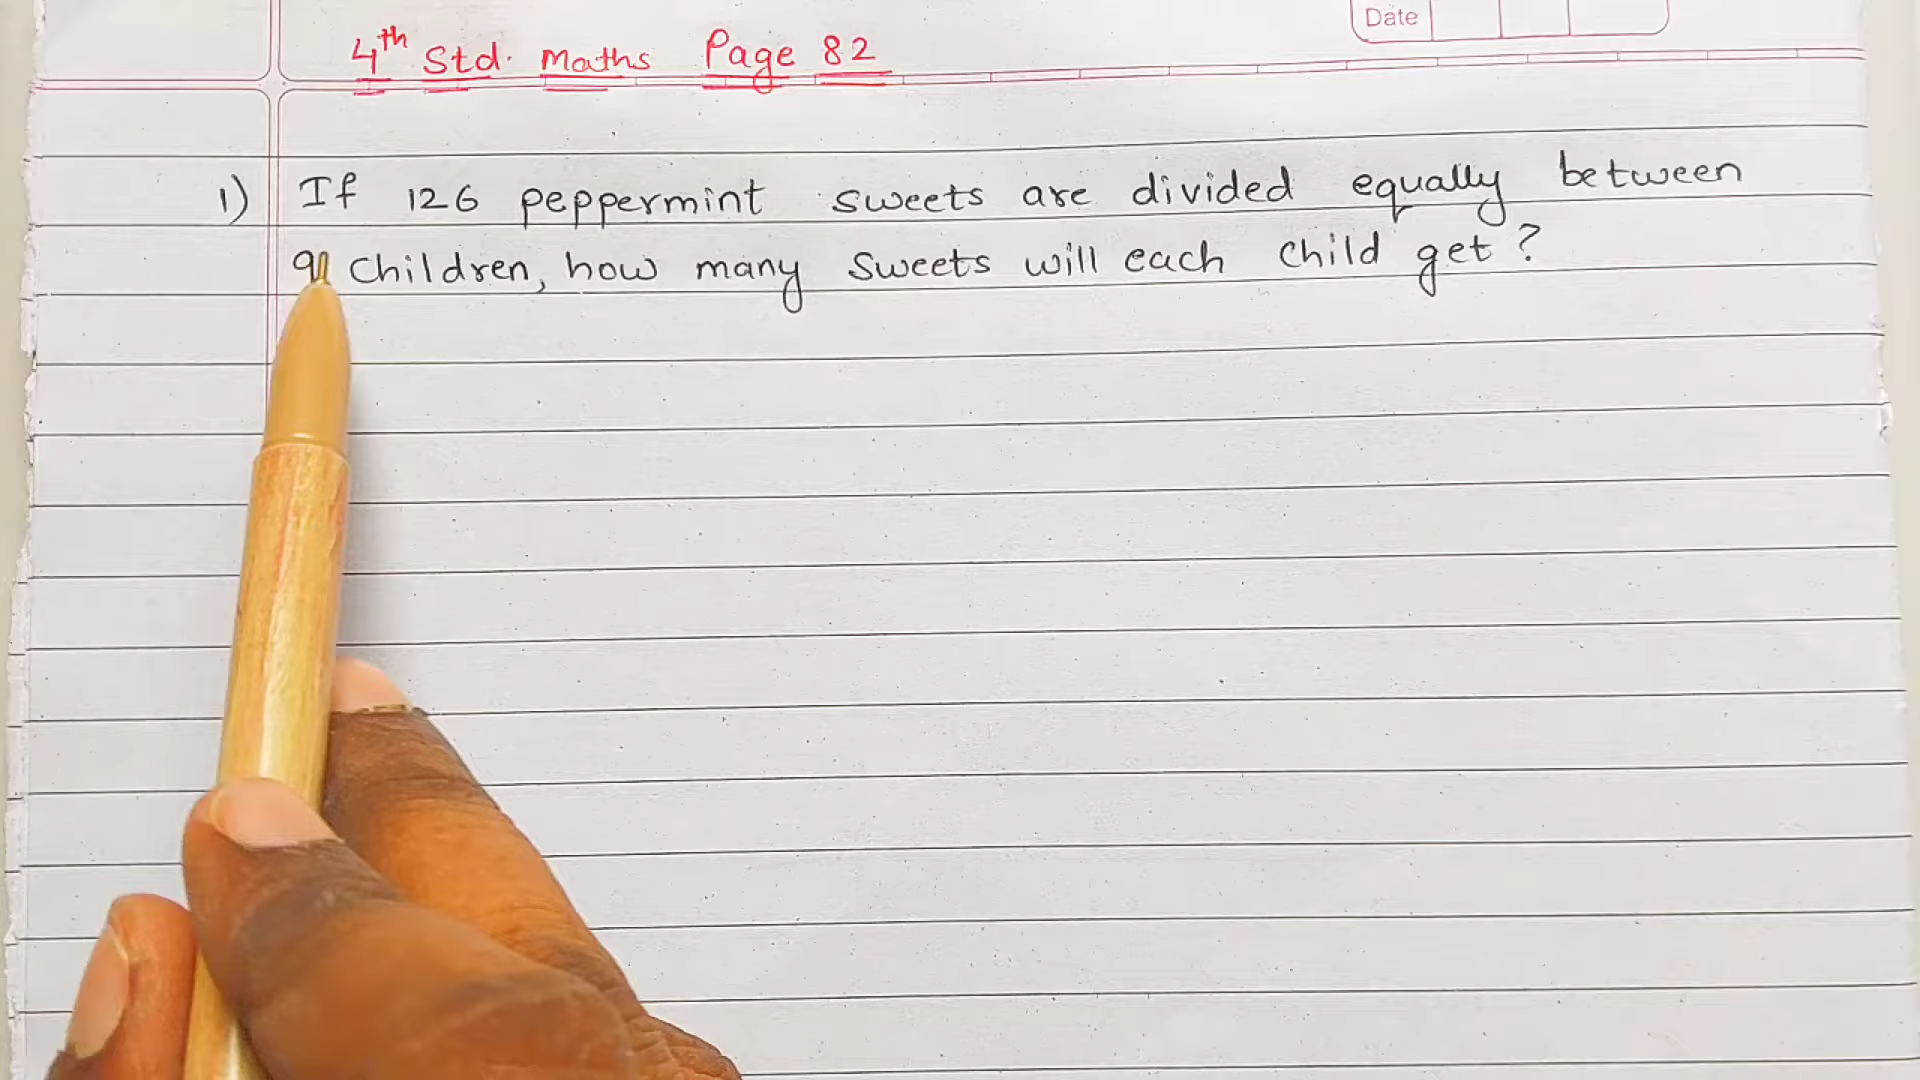 Date
4th Std. Maths Page 82
1) If 126 peppermint sweets are divided equally between
9 children, how many sweets will each child get?